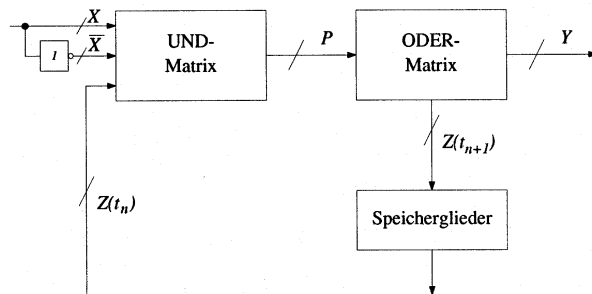 X
1
X̅
UND-
Matrix
P
ODER-
Matrix
Y
Z(tₙ)
Z(tₙ₊₁)
Speicherglieder